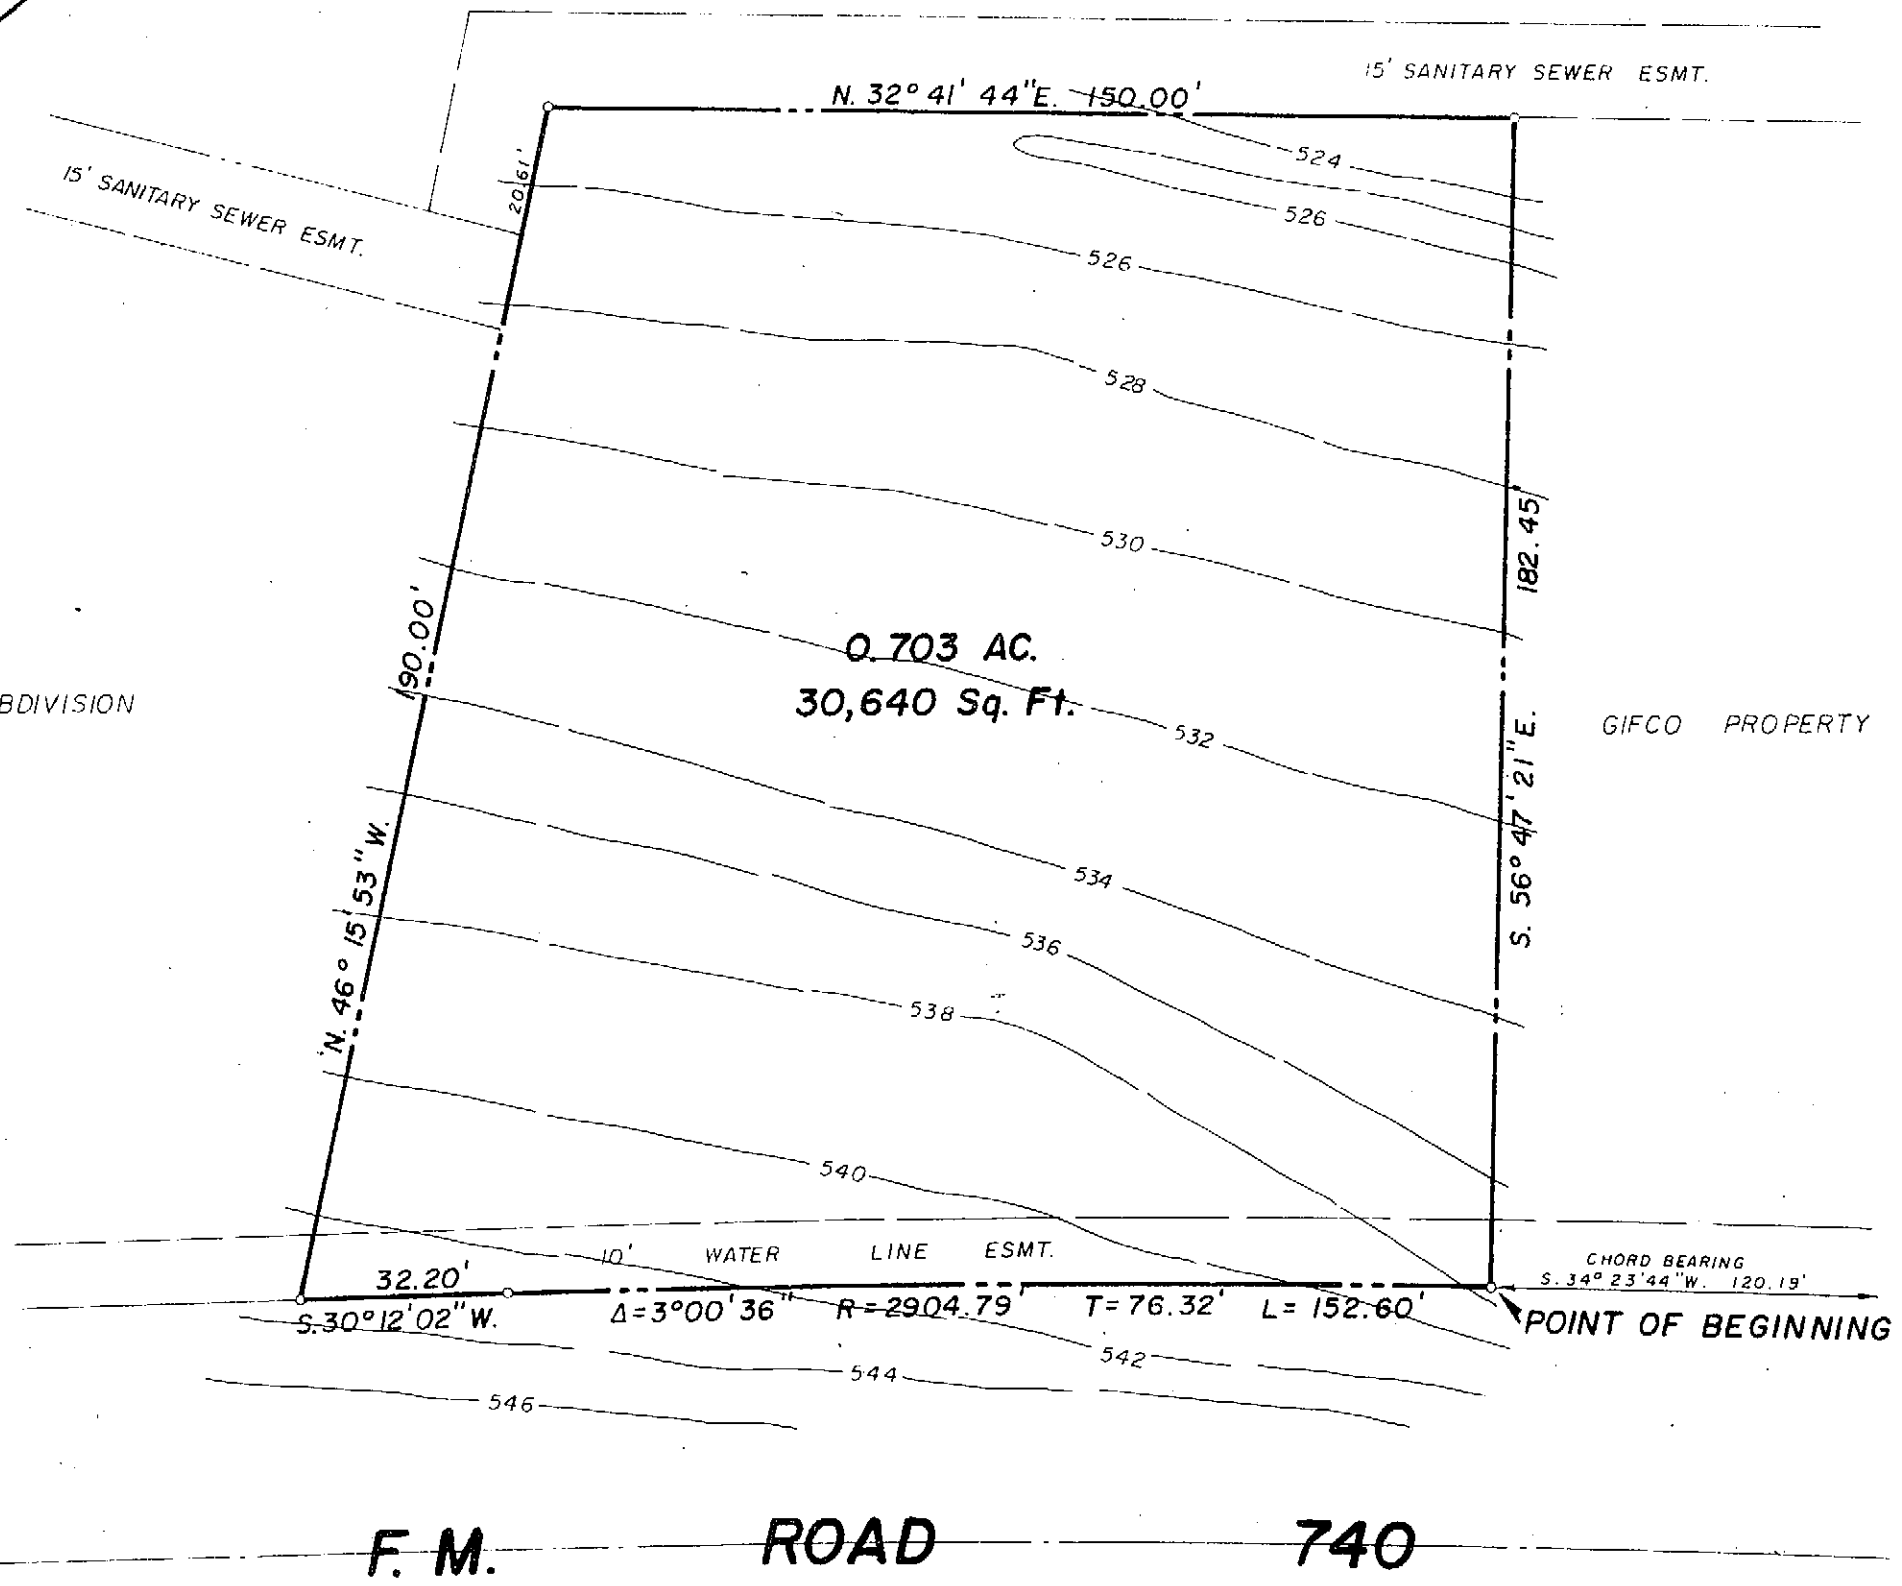 15' SANITARY SEWER ESMT.
N. 32° 41' 44"E. 150.00'
524
15' SANITARY SEWER ESMT.
20.61'
526
526
528
530
182.45
190.00'
0.703 AC.
30,640 Sq. Ft.
BDIVISION
GIFCO PROPERTY
532
S. 56° 47' 21"E.
534
N. 46° 15' 53"W.
536
538
540
10' WATER LINE ESMT.
CHORD BEARING
S. 34° 23' 44"W. 120.19'
32.20'
S. 30° 12' 02"W.
Δ=3°00'36" R=2904.79' T=76.32' L=152.60'
POINT OF BEGINNING
542
544
546
F. M. ROAD 740